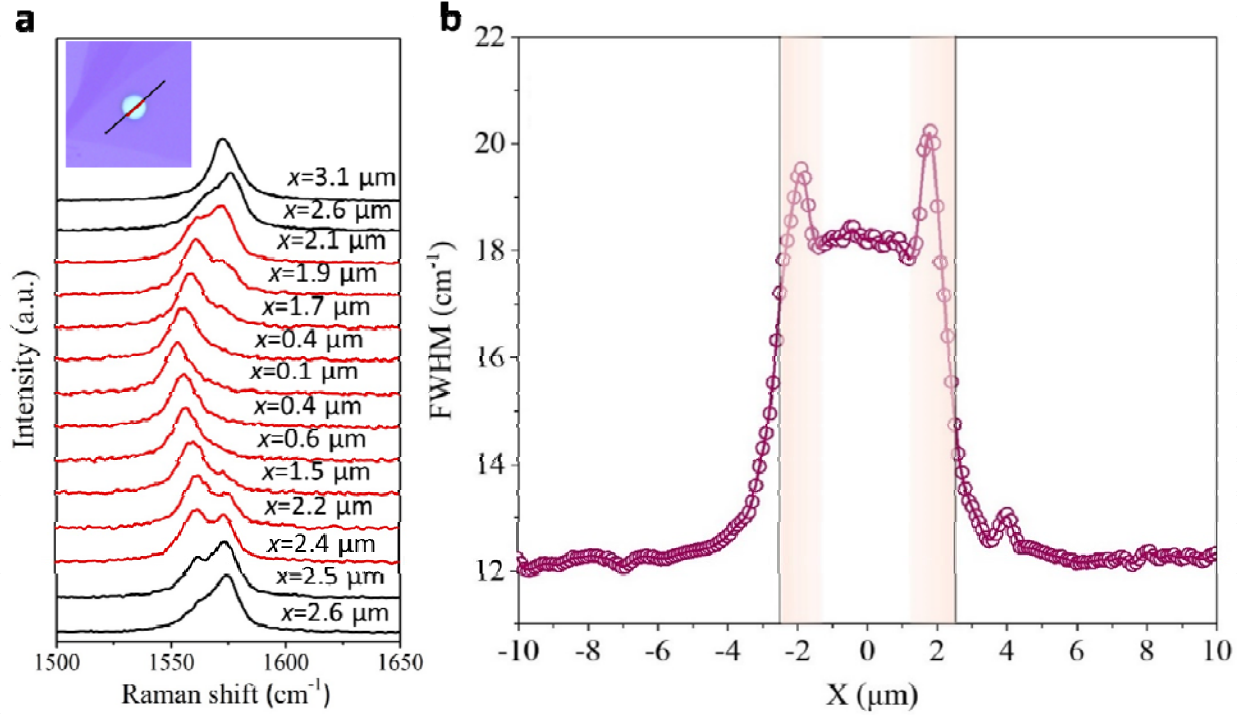 a
x=3.1 μm
x=2.6 μm
x=2.1 μm
x=1.9 μm
x=1.7 μm
x=0.4 μm
x=0.1 μm
x=0.4 μm
x=0.6 μm
x=1.5 μm
x=2.2 μm
x=2.4 μm
x=2.5 μm
x=2.6 μm
Intensity (a.u.)
1500 1550 1600 1650
Raman shift (cm⁻¹)
b
22
20
18
16
14
12
FWHM (cm⁻¹)
-10 -8 -6 -4 -2 0 2 4 6 8 10
X (μm)